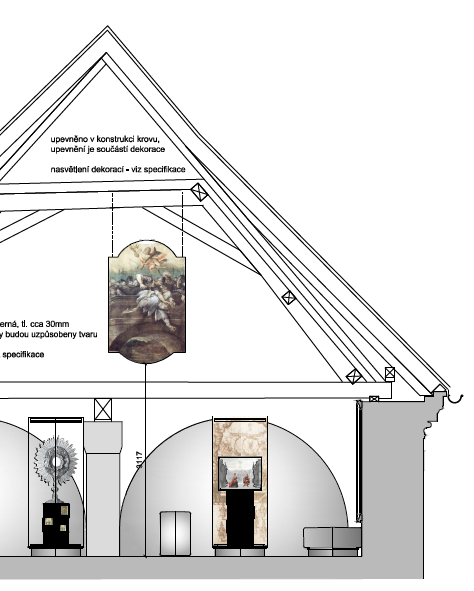 upevněno v konstrukci krovu,
upevnění je součástí dekorace
nasvětlení dekorací - viz specifikace
erná, tl. cca 30mm
y budou uzpůsobeny tvaru
specifikace
3117